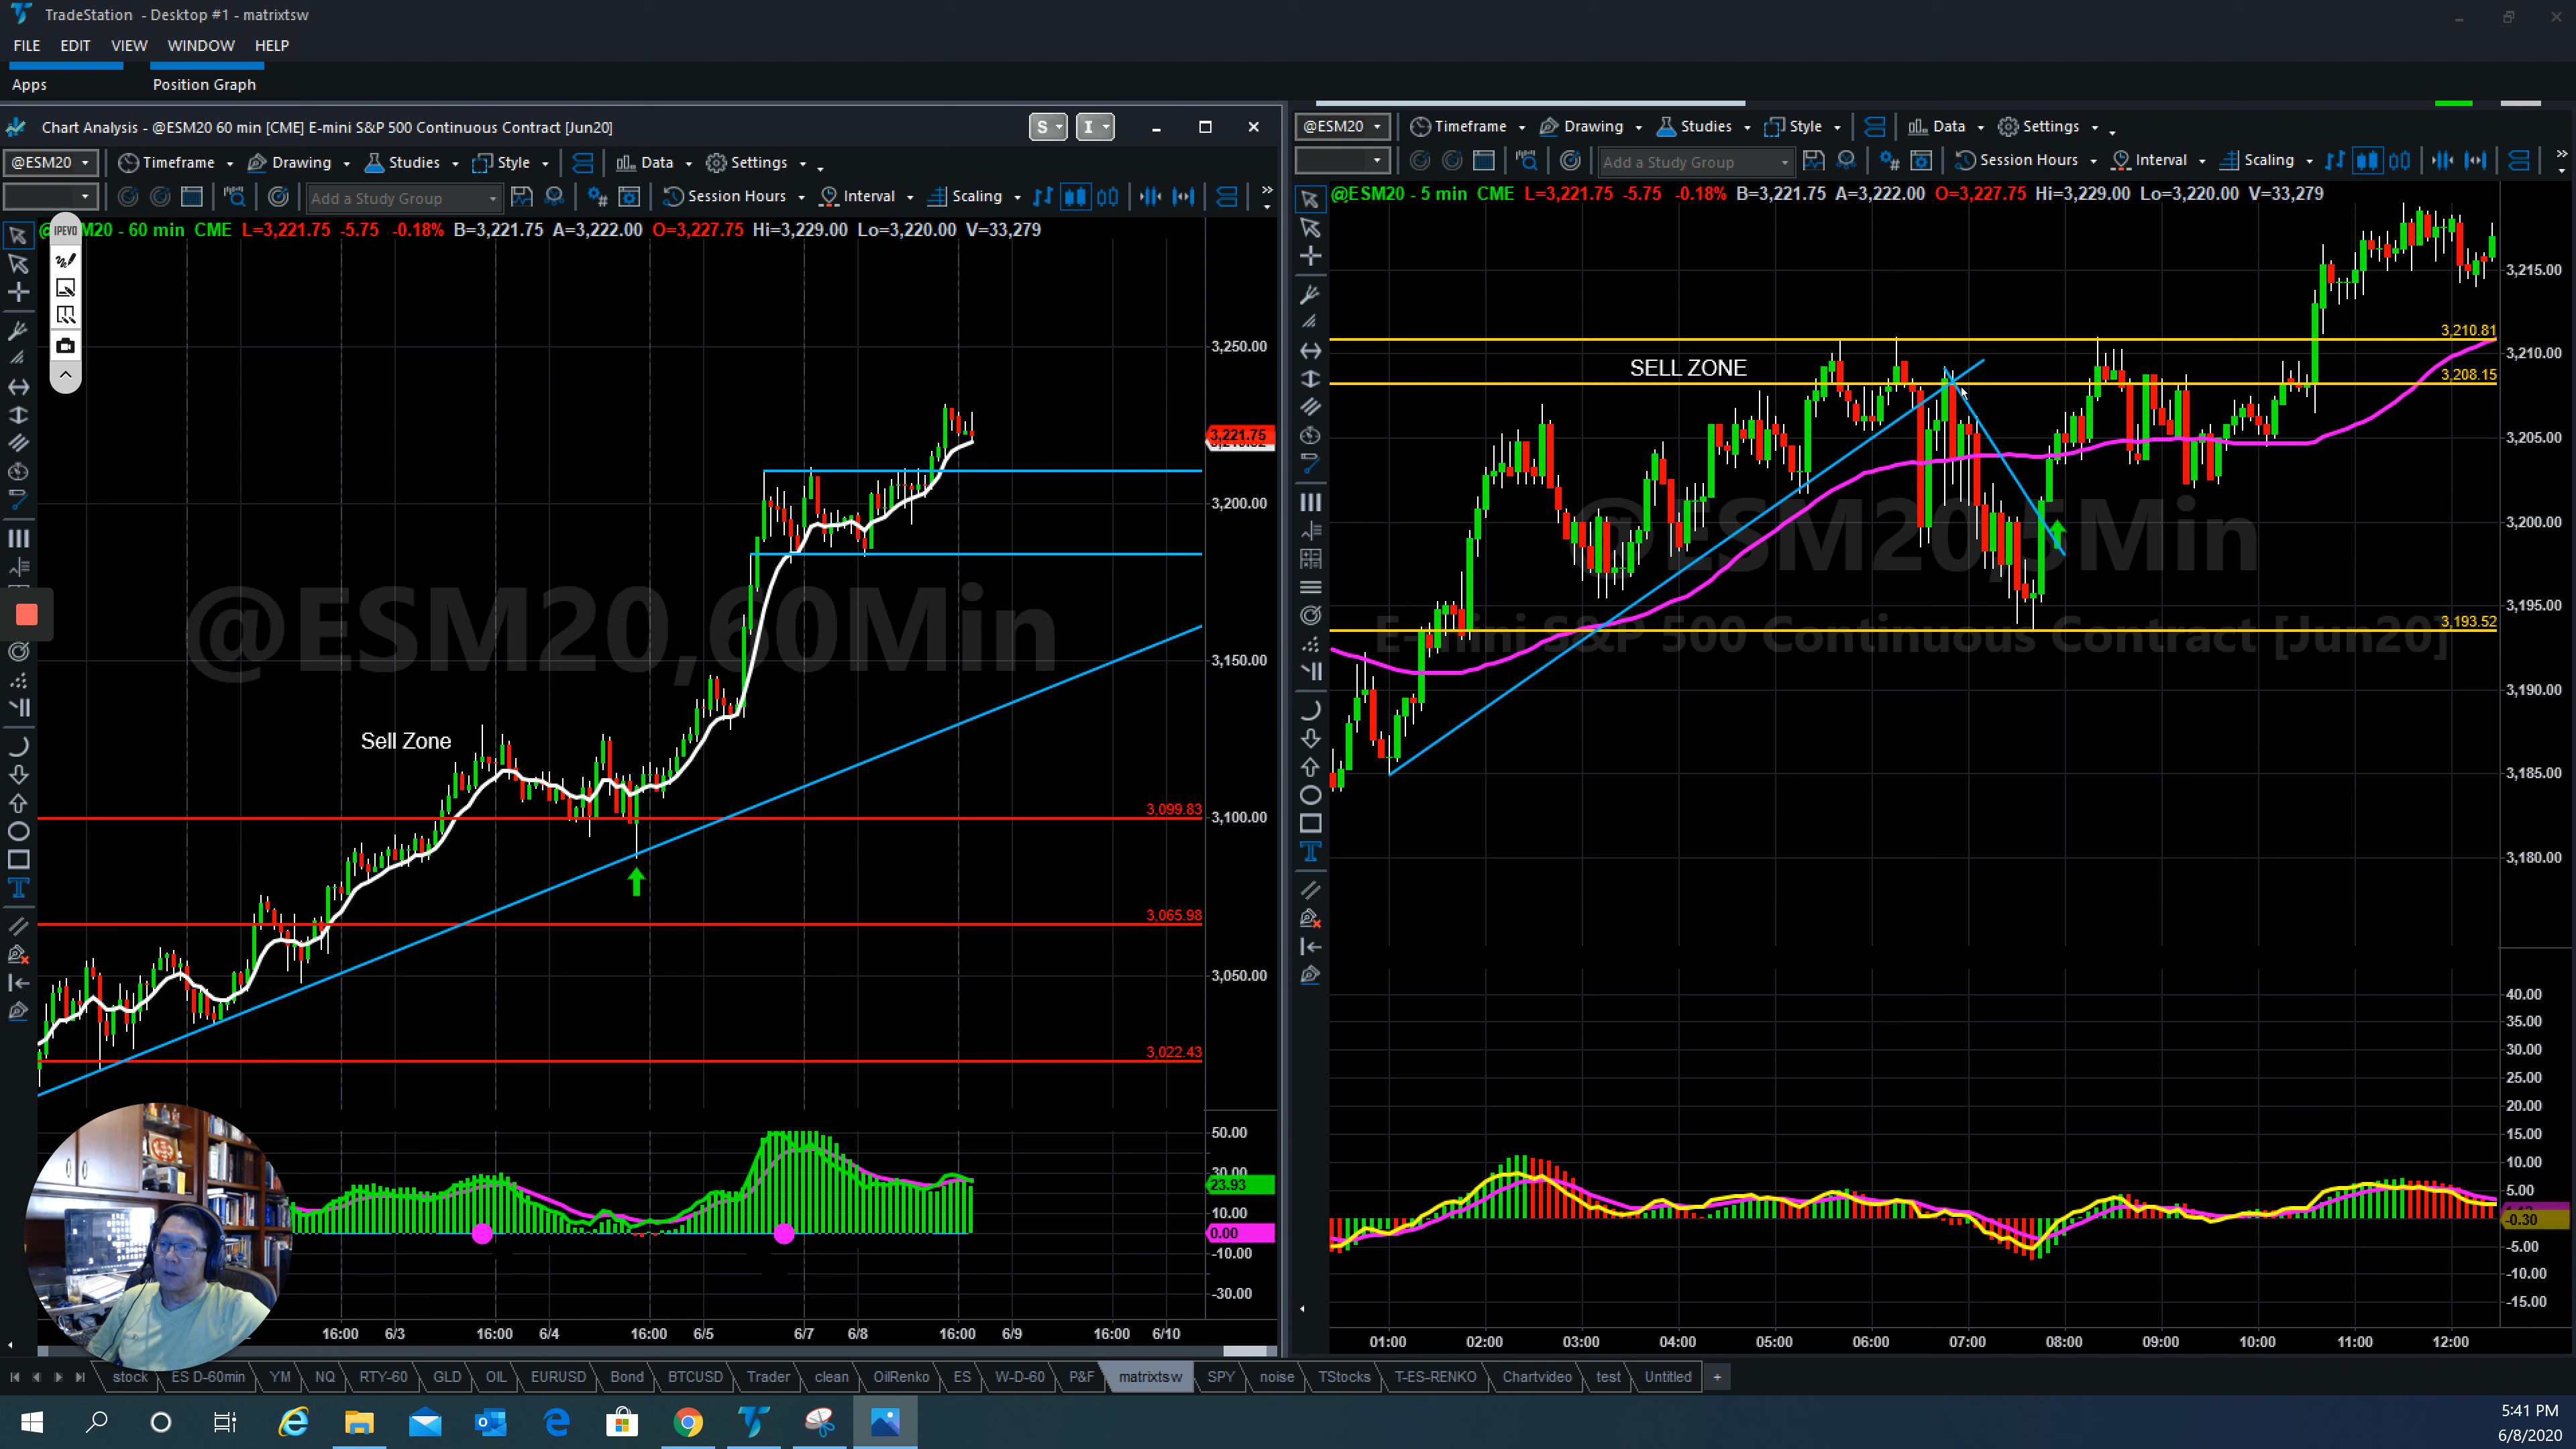 TradeStation - Desktop #1 - matrixtsw
FILE EDIT VIEW WINDOW HELP
Apps Position Graph
Chart Analysis - @ESM20 60 min [CME] E-mini S&P 500 Continuous Contract [Jun20]
S I
@ESM20 Timeframe Drawing Studies Style Data Settings
Add a Study Group Session Hours Interval Scaling
IPEVO
M20 - 60 min CME L=3,221.75 -5.75 -0.18% B=3,221.75 A=3,222.00 O=3,227.75 Hi=3,229.00 Lo=3,220.00 V=33,279
3,250.00
3,221.75
3,200.00
@ESM20,60Min
3,150.00
Sell Zone
3,099.83
3,100.00
3,065.98
3,050.00
3,022.43
50.00
30.00
23.93
10.00
0.00
-10.00
-30.00
16:00 6/3 16:00 6/4 16:00 6/5 6/7 6/8 16:00 6/9 16:00 6/10
@ESM20 Timeframe Drawing Studies Style Data Settings
Add a Study Group Session Hours Interval Scaling
@ESM20 - 5 min CME L=3,221.75 -5.75 -0.18% B=3,221.75 A=3,222.00 O=3,227.75 Hi=3,229.00 Lo=3,220.00 V=33,279
3,215.00
3,210.81
3,210.00
SELL ZONE
3,208.15
3,205.00
3,200.00
@ESM20,5Min
3,195.00
3,193.52
E-mini S&P 500 Continuous Contract [Jun20]
3,190.00
3,185.00
3,180.00
40.00
35.00
30.00
25.00
20.00
15.00
10.00
5.00
-0.30
-5.00
-10.00
-15.00
01:00 02:00 03:00 04:00 05:00 06:00 07:00 08:00 09:00 10:00 11:00 12:00
stock ES D-60min YM NQ RTY-60 GLD OIL EURUSD Bond BTCUSD Trader clean OilRenko ES W-D-60 P&F matrixtsw SPY noise TStocks T-ES-RENKO Chartvideo test Untitled +
5:41 PM
6/8/2020